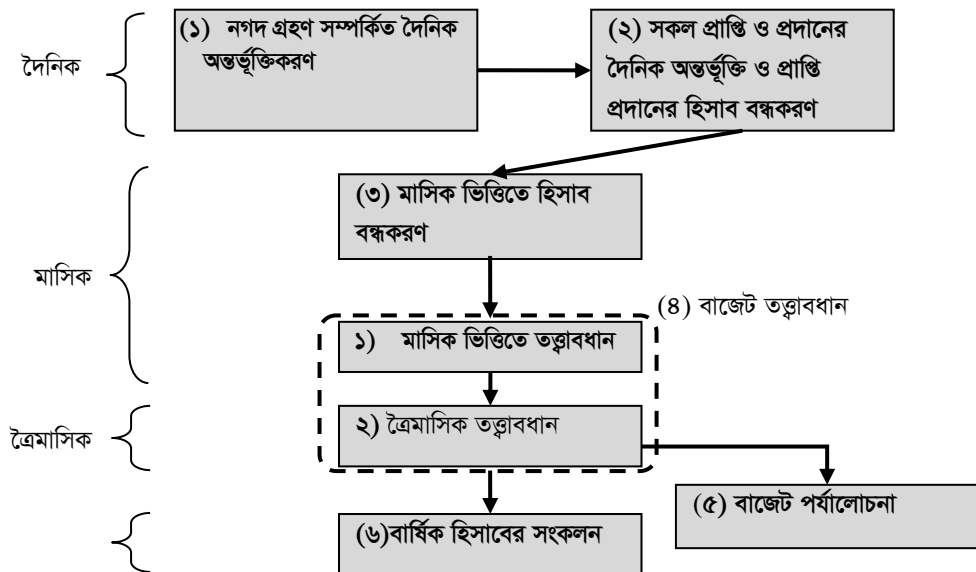 (১) নগদ গ্রহণ সম্পর্কিত দৈনিক
অন্তর্ভূক্তিকরণ
(২) সকল প্রাপ্তি ও প্রদানের
দৈনিক অন্তর্ভূক্তি ও প্রাপ্তি
প্রদানের হিসাব বন্ধকরণ
দৈনিক
(৩) মাসিক ভিত্তিতে হিসাব
বন্ধকরণ
মাসিক
(৪) বাজেট তত্ত্বাবধান
১) মাসিক ভিত্তিতে তত্ত্বাবধান
ত্রৈমাসিক
২) ত্রৈমাসিক তত্ত্বাবধান
(৫) বাজেট পর্যালোচনা
(৬)বার্ষিক হিসাবের সংকলন